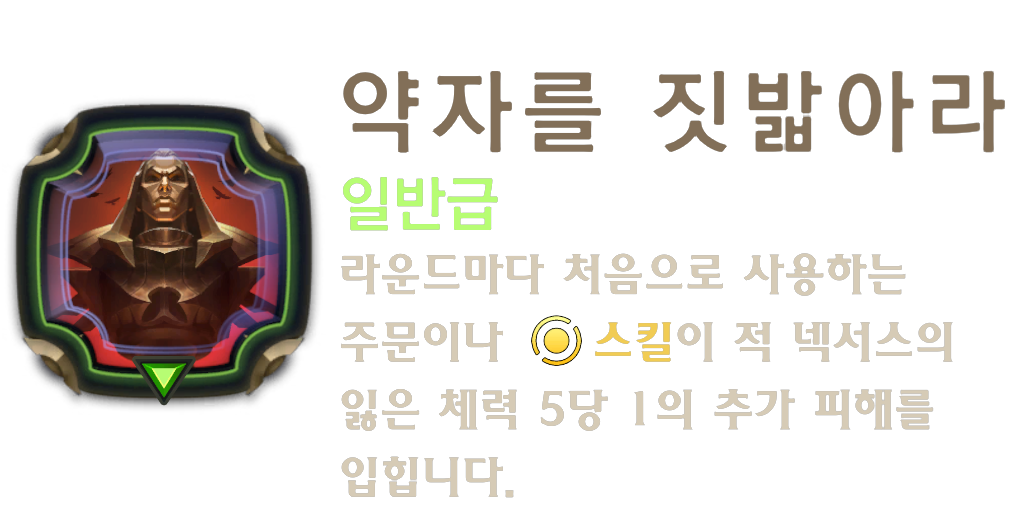 약자를 짓밟아라
일반급
라운드마다 처음으로 사용하는
주문이나 스킬이 적 넥서스의
잃은 체력 5당 1의 추가 피해를
입힙니다.